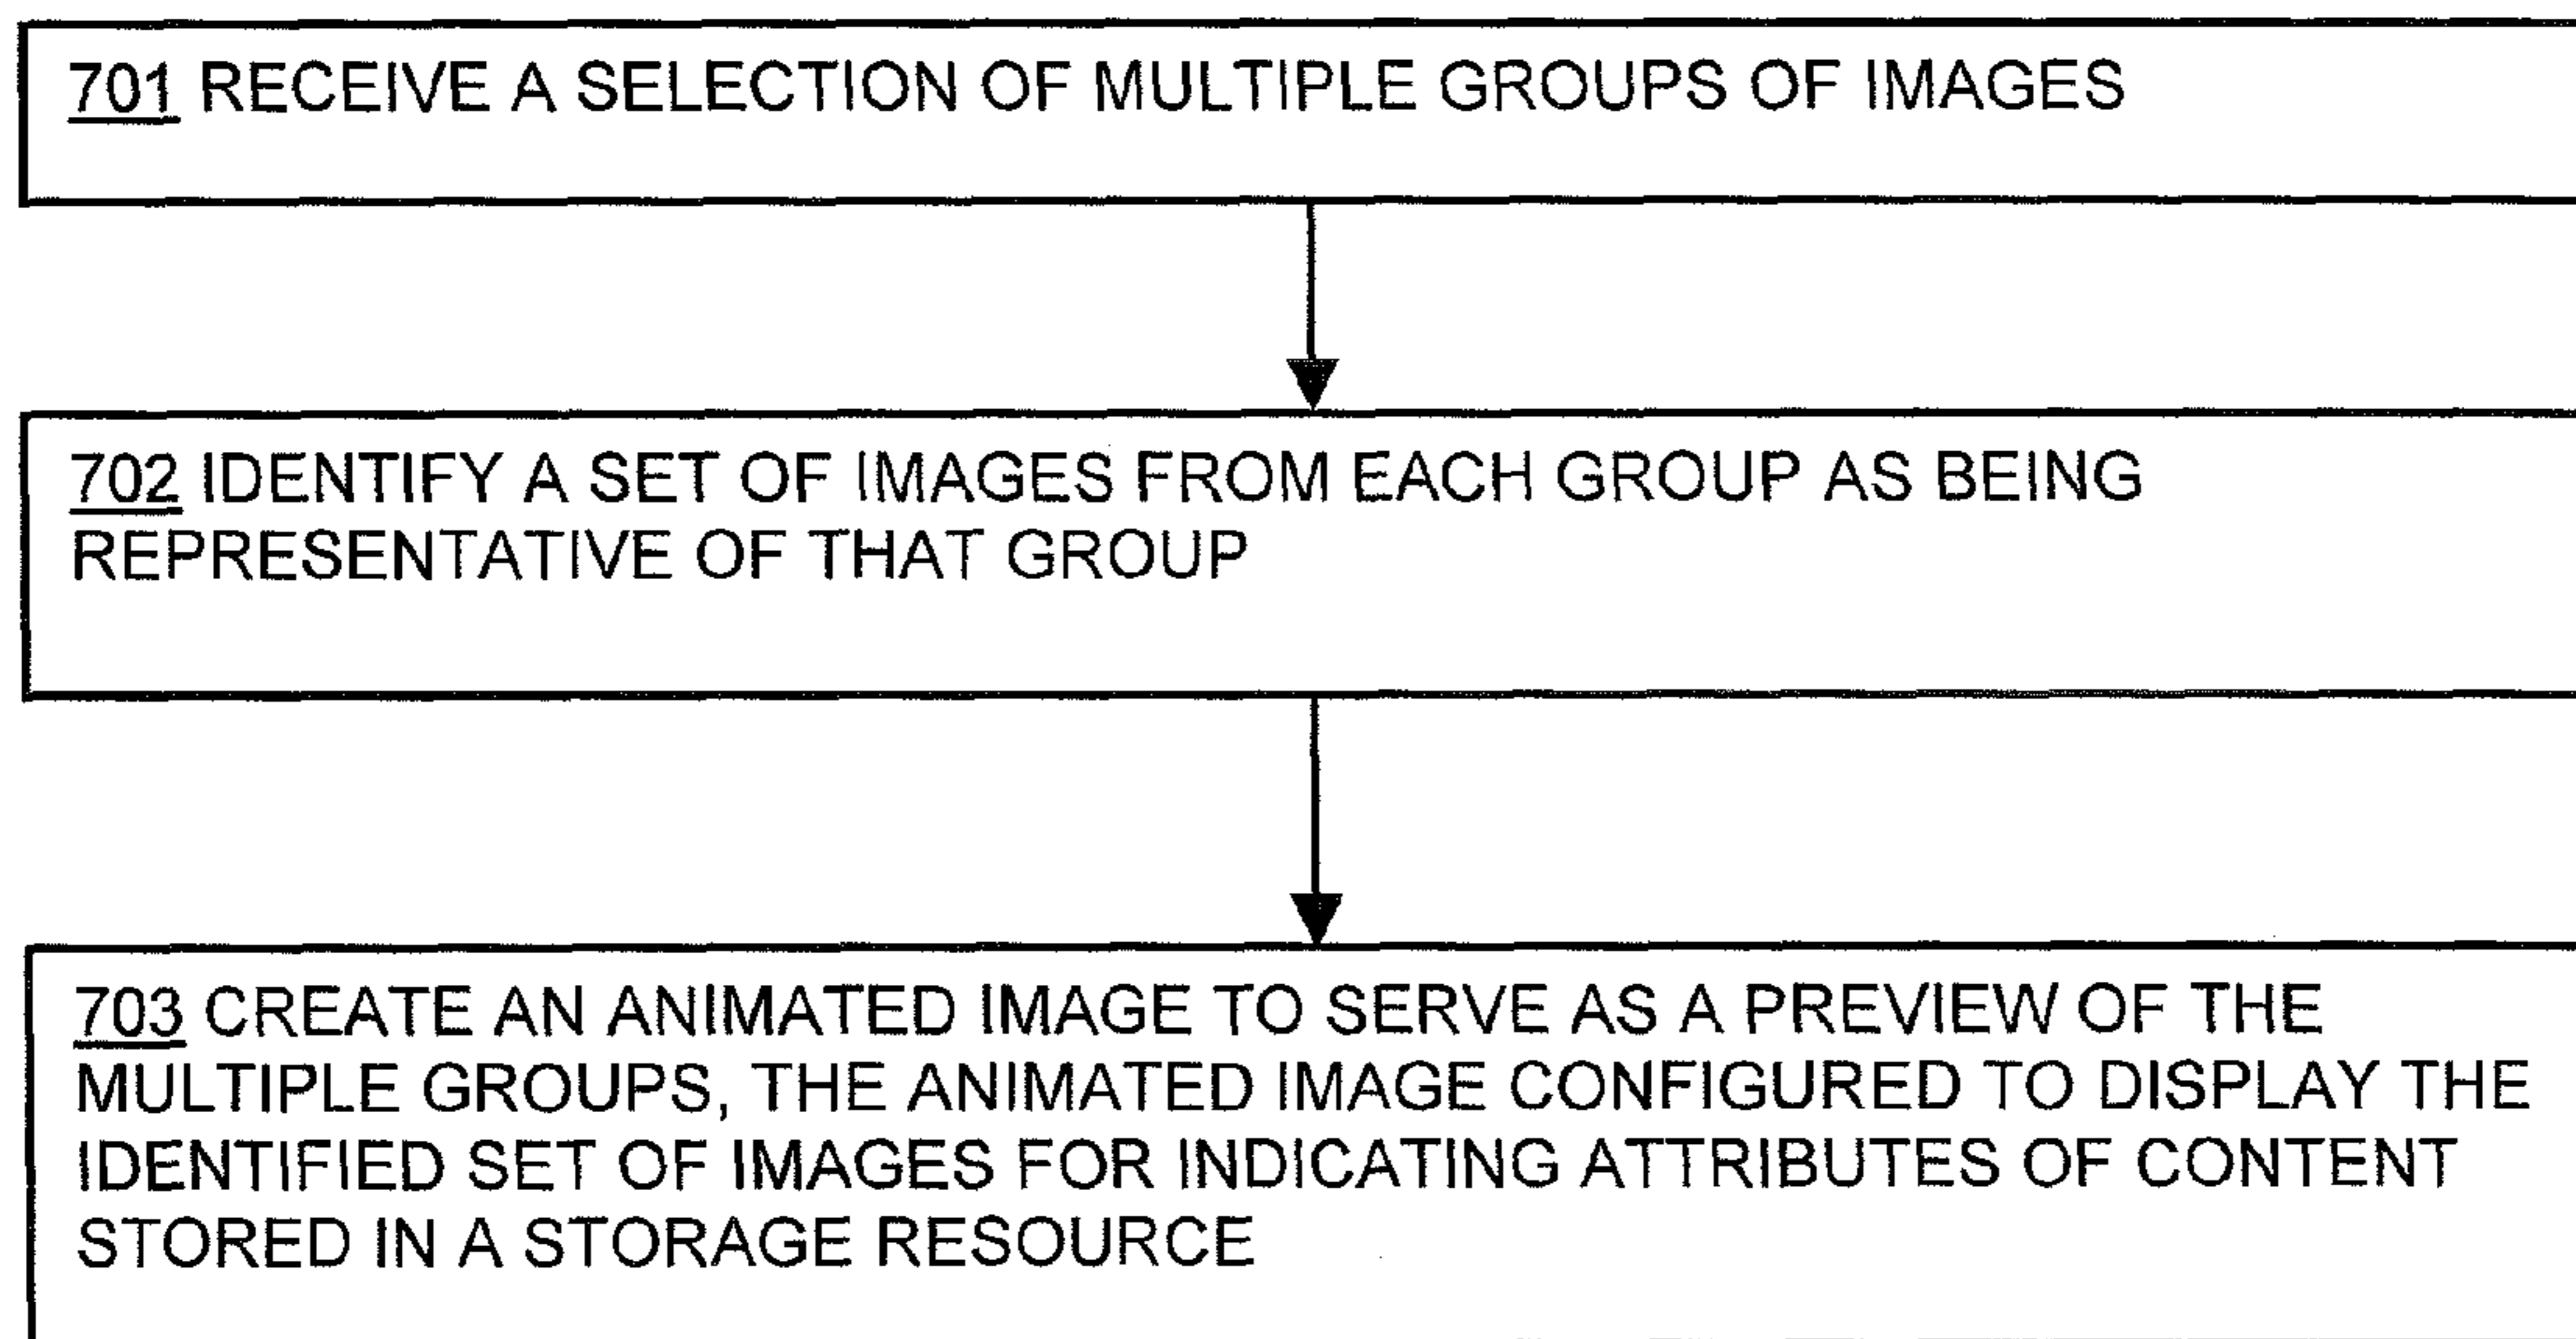 701 RECEIVE A SELECTION OF MULTIPLE GROUPS OF IMAGES
702 IDENTIFY A SET OF IMAGES FROM EACH GROUP AS BEING
REPRESENTATIVE OF THAT GROUP
703 CREATE AN ANIMATED IMAGE TO SERVE AS A PREVIEW OF THE
MULTIPLE GROUPS, THE ANIMATED IMAGE CONFIGURED TO DISPLAY THE
IDENTIFIED SET OF IMAGES FOR INDICATING ATTRIBUTES OF CONTENT
STORED IN A STORAGE RESOURCE